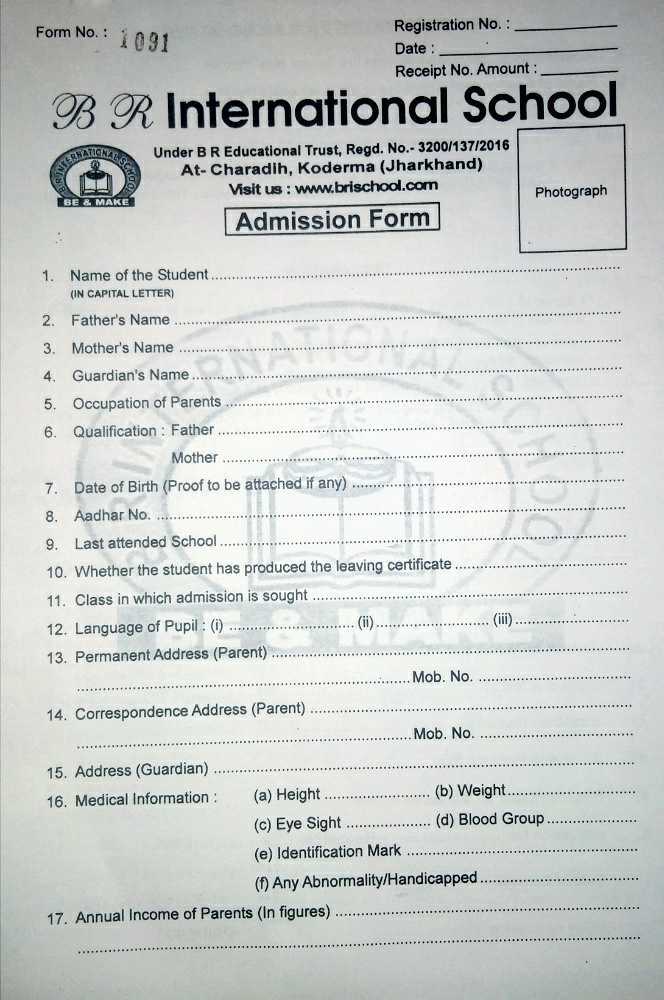 Form No. : 1091
Registration No. : ____________
Date : ____________
Receipt No. Amount : ____________
B R International School
Under B R Educational Trust, Regd. No.- 3200/137/2016
At- Charadih, Koderma (Jharkhand)
Visit us : www.brischool.com
B.R. INTERNATIONAL SCHOOL
BE & MAKE
Photograph
Admission Form
1. Name of the Student ............................................................
(IN CAPITAL LETTER)
2. Father's Name ............................................................
3. Mother's Name ............................................................
4. Guardian's Name ............................................................
5. Occupation of Parents ............................................................
6. Qualification : Father ............................................................
Mother ............................................................
7. Date of Birth (Proof to be attached if any) ........................................
8. Aadhar No. ............................................................
9. Last attended School ............................................................
10. Whether the student has produced the leaving certificate ..............................
11. Class in which admission is sought ..................................................
12. Language of Pupil : (i) .............................. (ii) .............................. (iii) ..............................
13. Permanent Address (Parent) ..................................................
............................................................ Mob. No. ..............................
14. Correspondence Address (Parent) ..................................................
............................................................ Mob. No. ..............................
15. Address (Guardian) ............................................................
16. Medical Information : (a) Height .............................. (b) Weight ..............................
(c) Eye Sight .................... (d) Blood Group ....................
(e) Identification Mark ........................................
(f) Any Abnormality/Handicapped ..............................
17. Annual Income of Parents (In figures) ..................................................
............................................................
B.R. INTERNATIONAL SCHOOL
BE & MAKE